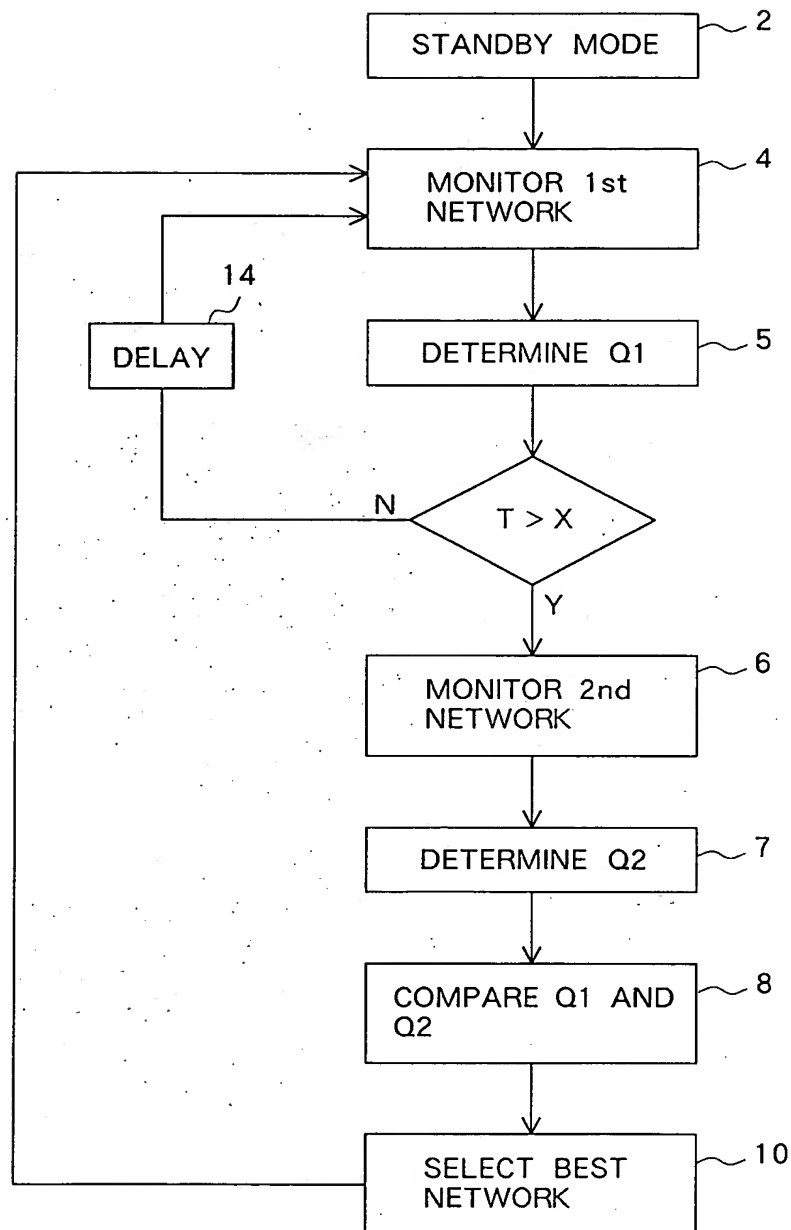 STANDBY MODE
2
MONITOR 1st
NETWORK
4
14
DELAY
DETERMINE Q1
5
N
T > X
Y
MONITOR 2nd
NETWORK
6
DETERMINE Q2
7
COMPARE Q1 AND
Q2
8
SELECT BEST
NETWORK
10